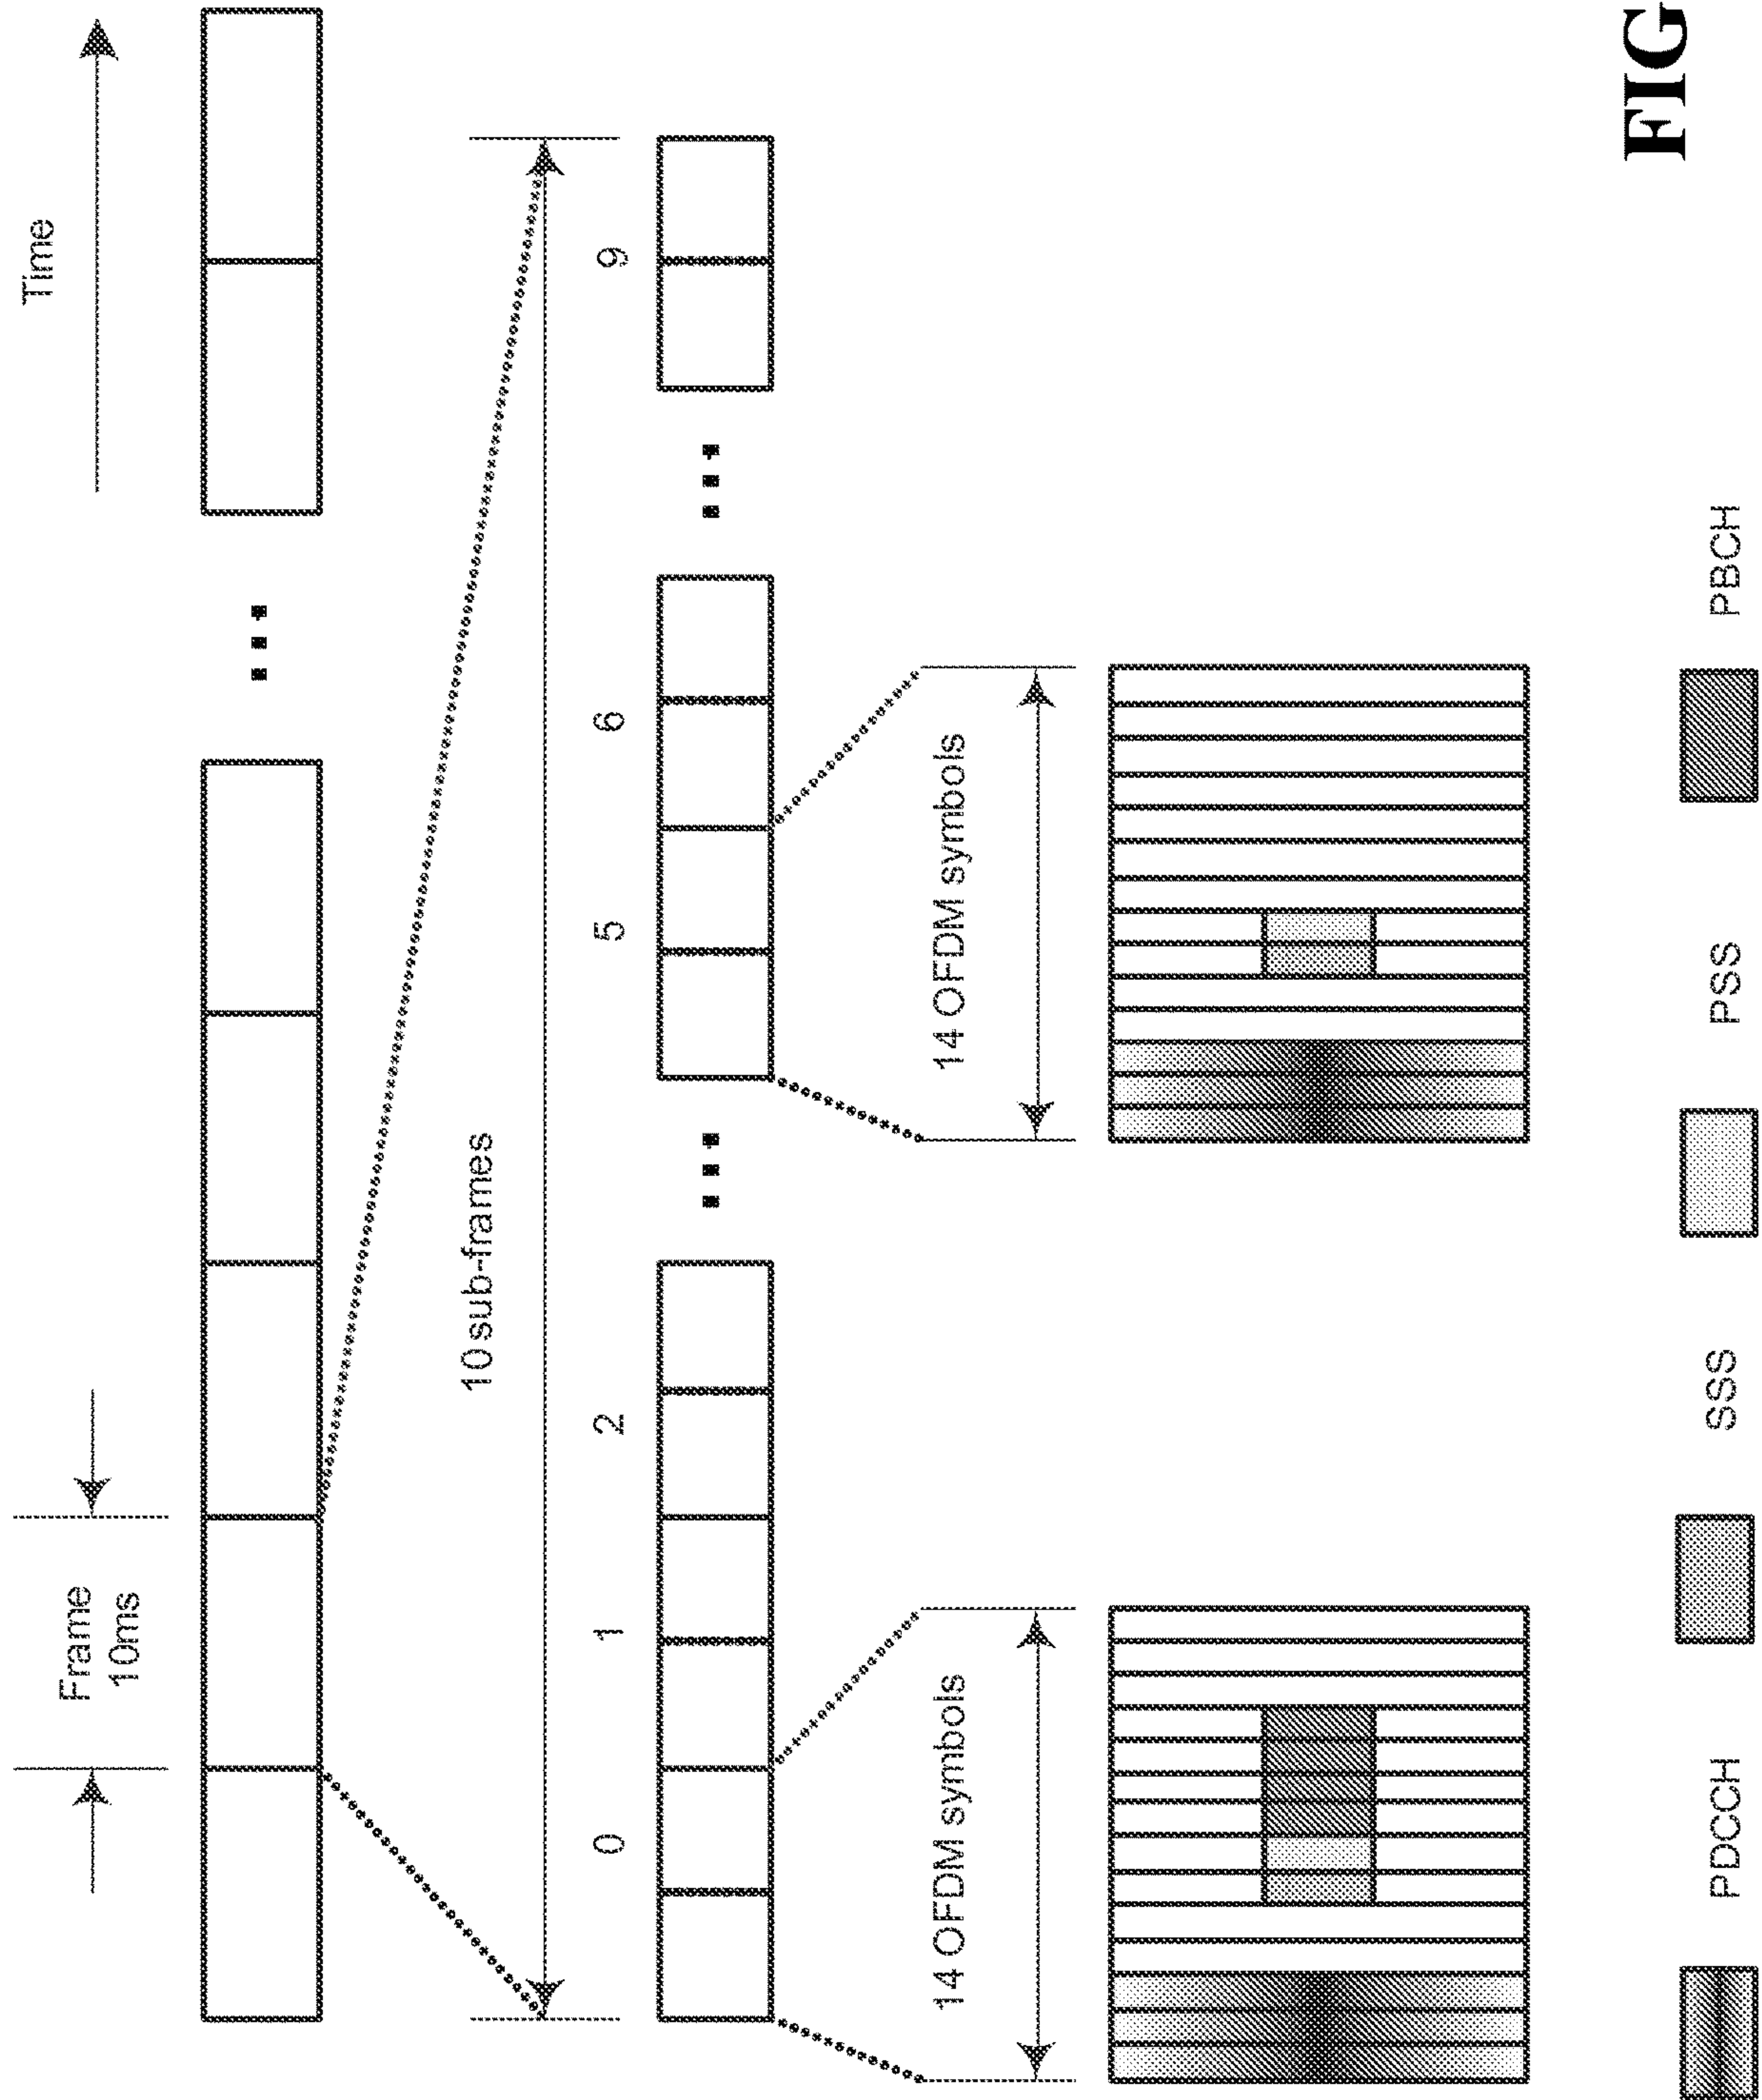 Frame
10ms
Time
10 sub-frames
0
1
2
5
6
9
14 OFDM symbols
14 OFDM symbols
PDCCH
SSS
PSS
PBCH
FIG